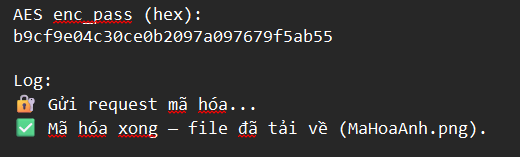 AES enc_pass (hex):
b9cf9e04c30ce0b2097a097679f5ab55
Log:
🔐 Gửi request mã hóa...
✅ Mã hóa xong – file đã tải về (MaHoaAnh.png).